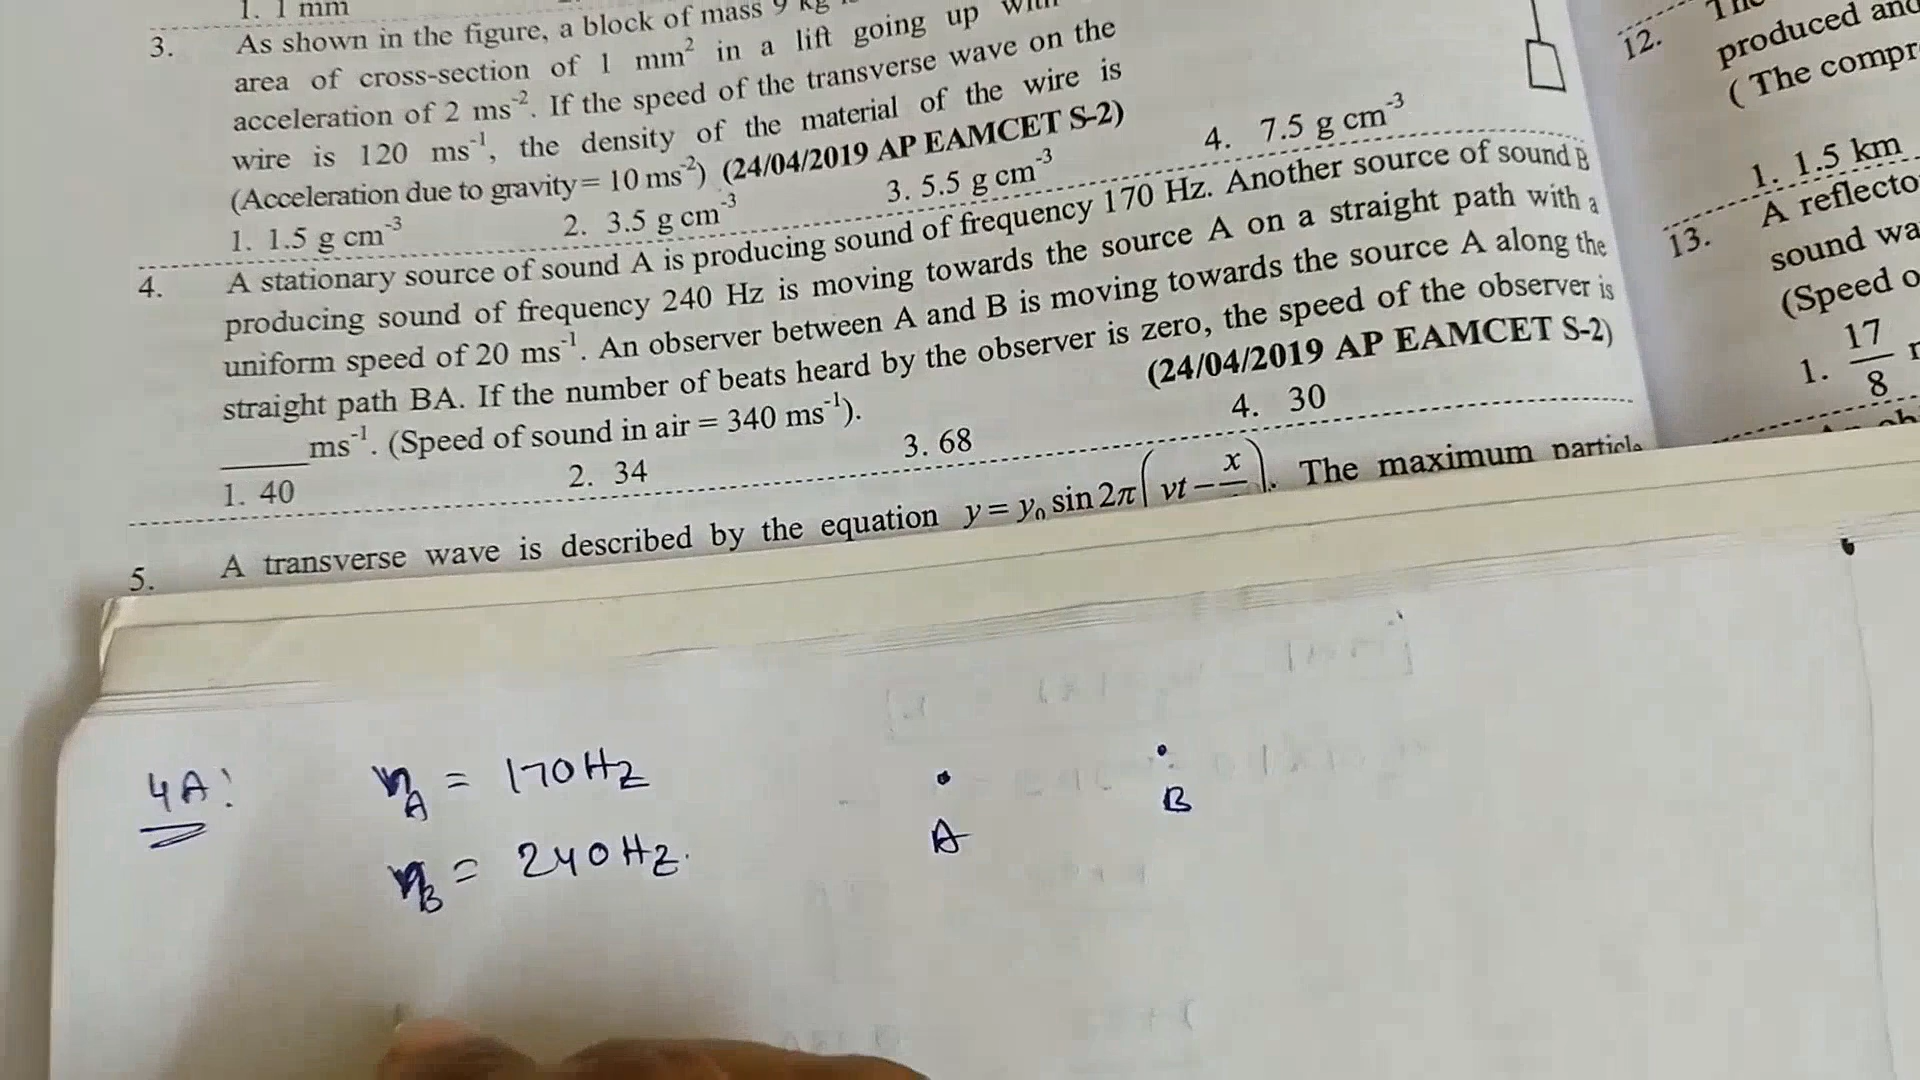 1. 1 mm
3. As shown in the figure, a block of mass 9 kg
area of cross-section of 1 mm² in a lift going up with
acceleration of 2 ms⁻². If the speed of the transverse wave on the
wire is 120 ms⁻¹, the density of the material of the wire is
(Acceleration due to gravity= 10 ms⁻²) (24/04/2019 AP EAMCET S-2)
1. 1.5 g cm⁻³ 2. 3.5 g cm⁻³ 3. 5.5 g cm⁻³ 4. 7.5 g cm⁻³
4. A stationary source of sound A is producing sound of frequency 170 Hz. Another source of sound B
producing sound of frequency 240 Hz is moving towards the source A on a straight path with a
uniform speed of 20 ms⁻¹. An observer between A and B is moving towards the source A along the
straight path BA. If the number of beats heard by the observer is zero, the speed of the observer is
____ms⁻¹. (Speed of sound in air = 340 ms⁻¹). (24/04/2019 AP EAMCET S-2)
1. 40 2. 34 3. 68 4. 30
5. A transverse wave is described by the equation y = y₀ sin 2π(vt − x/ ). The maximum particle
12.
produced and
( The compr
1. 1.5 km
13. A reflecto
sound wa
(Speed o
1. 17/8
4A:
n_A = 170 Hz
n_B = 240 Hz.
A
B